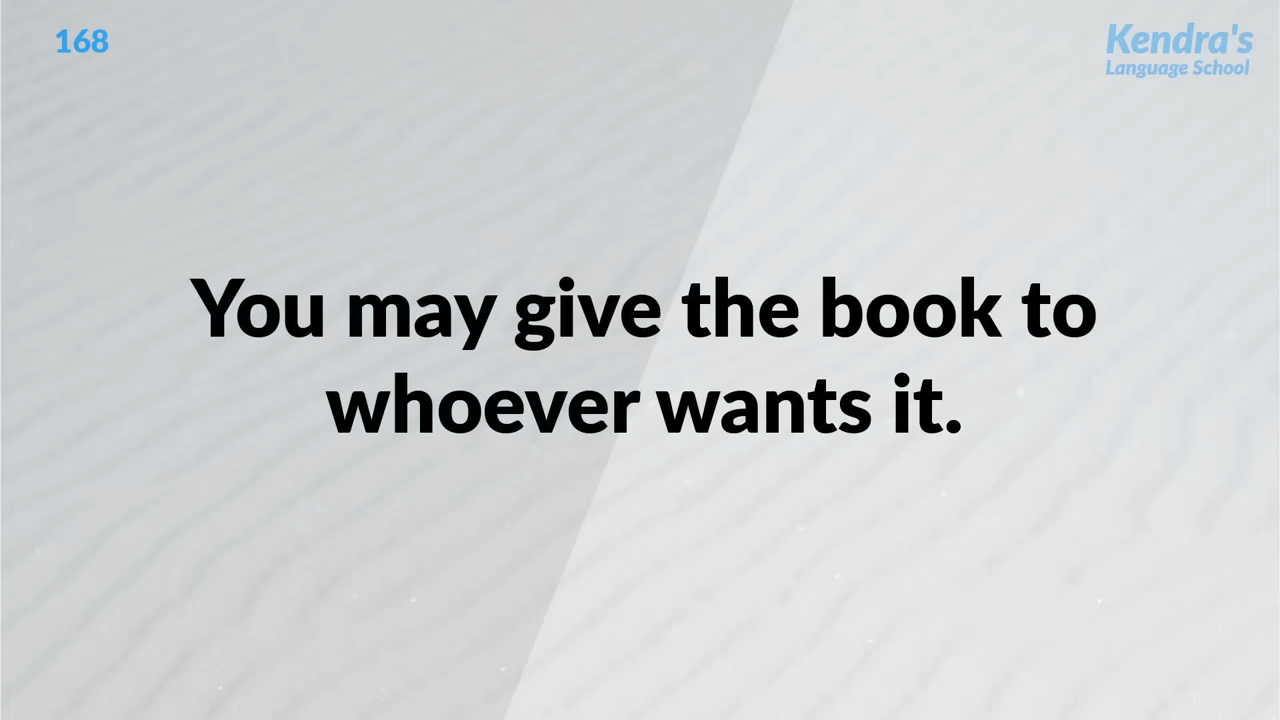 168
Kendra's
Language School
You may give the book to
whoever wants it.